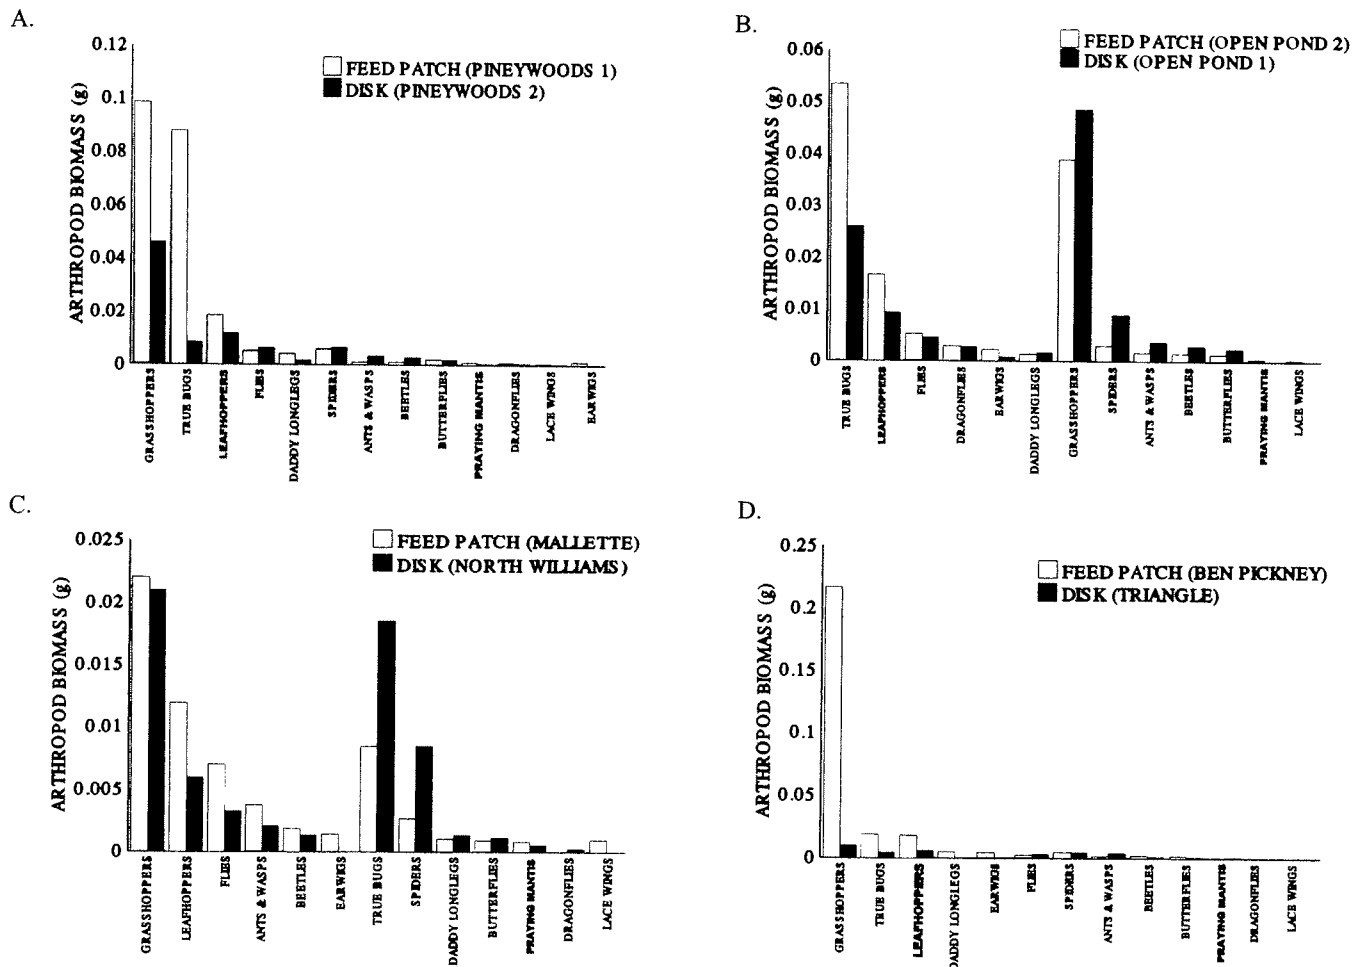 A.
0.12
0.1
0.08
0.06
0.04
0.02
0
ARTHROPOD BIOMASS (g)
FEED PATCH (PINEYWOODS 1)
DISK (PINEYWOODS 2)
GRASSHOPPERS
TRUE BUGS
LEAFHOPPERS
FLIES
DADDY LONGLEGS
SPIDERS
ANTS & WASPS
BEETLES
BUTTERFLIES
PRAYING MANTIS
DRAGONFLIES
LACE WINGS
EARWIGS
B.
0.06
0.05
0.04
0.03
0.02
0.01
0
ARTHROPOD BIOMASS (g)
FEED PATCH (OPEN POND 2)
DISK (OPEN POND 1)
TRUE BUGS
LEAFHOPPERS
FLIES
DRAGONFLIES
EARWIGS
DADDY LONGLEGS
GRASSHOPPERS
SPIDERS
ANTS & WASPS
BEETLES
BUTTERFLIES
PRAYING MANTIS
LACE WINGS
C.
0.025
0.02
0.015
0.01
0.005
0
ARTHROPOD BIOMASS (g)
FEED PATCH (MALLETTE)
DISK (NORTH WILLIAMS)
GRASSHOPPERS
LEAFHOPPERS
FLIES
ANTS & WASPS
BEETLES
EARWIGS
TRUE BUGS
SPIDERS
DADDY LONGLEGS
BUTTERFLIES
PRAYING MANTIS
DRAGONFLIES
LACE WINGS
D.
0.25
0.2
0.15
0.1
0.05
0
ARTHROPOD BIOMASS (g)
FEED PATCH (BEN PICKNEY)
DISK (TRIANGLE)
GRASSHOPPERS
TRUE BUGS
LEAFHOPPERS
DADDY LONGLEGS
EARWIGS
FLIES
SPIDERS
ANTS & WASPS
BEETLES
BUTTERFLIES
PRAYING MANTIS
DRAGONFLIES
LACE WINGS